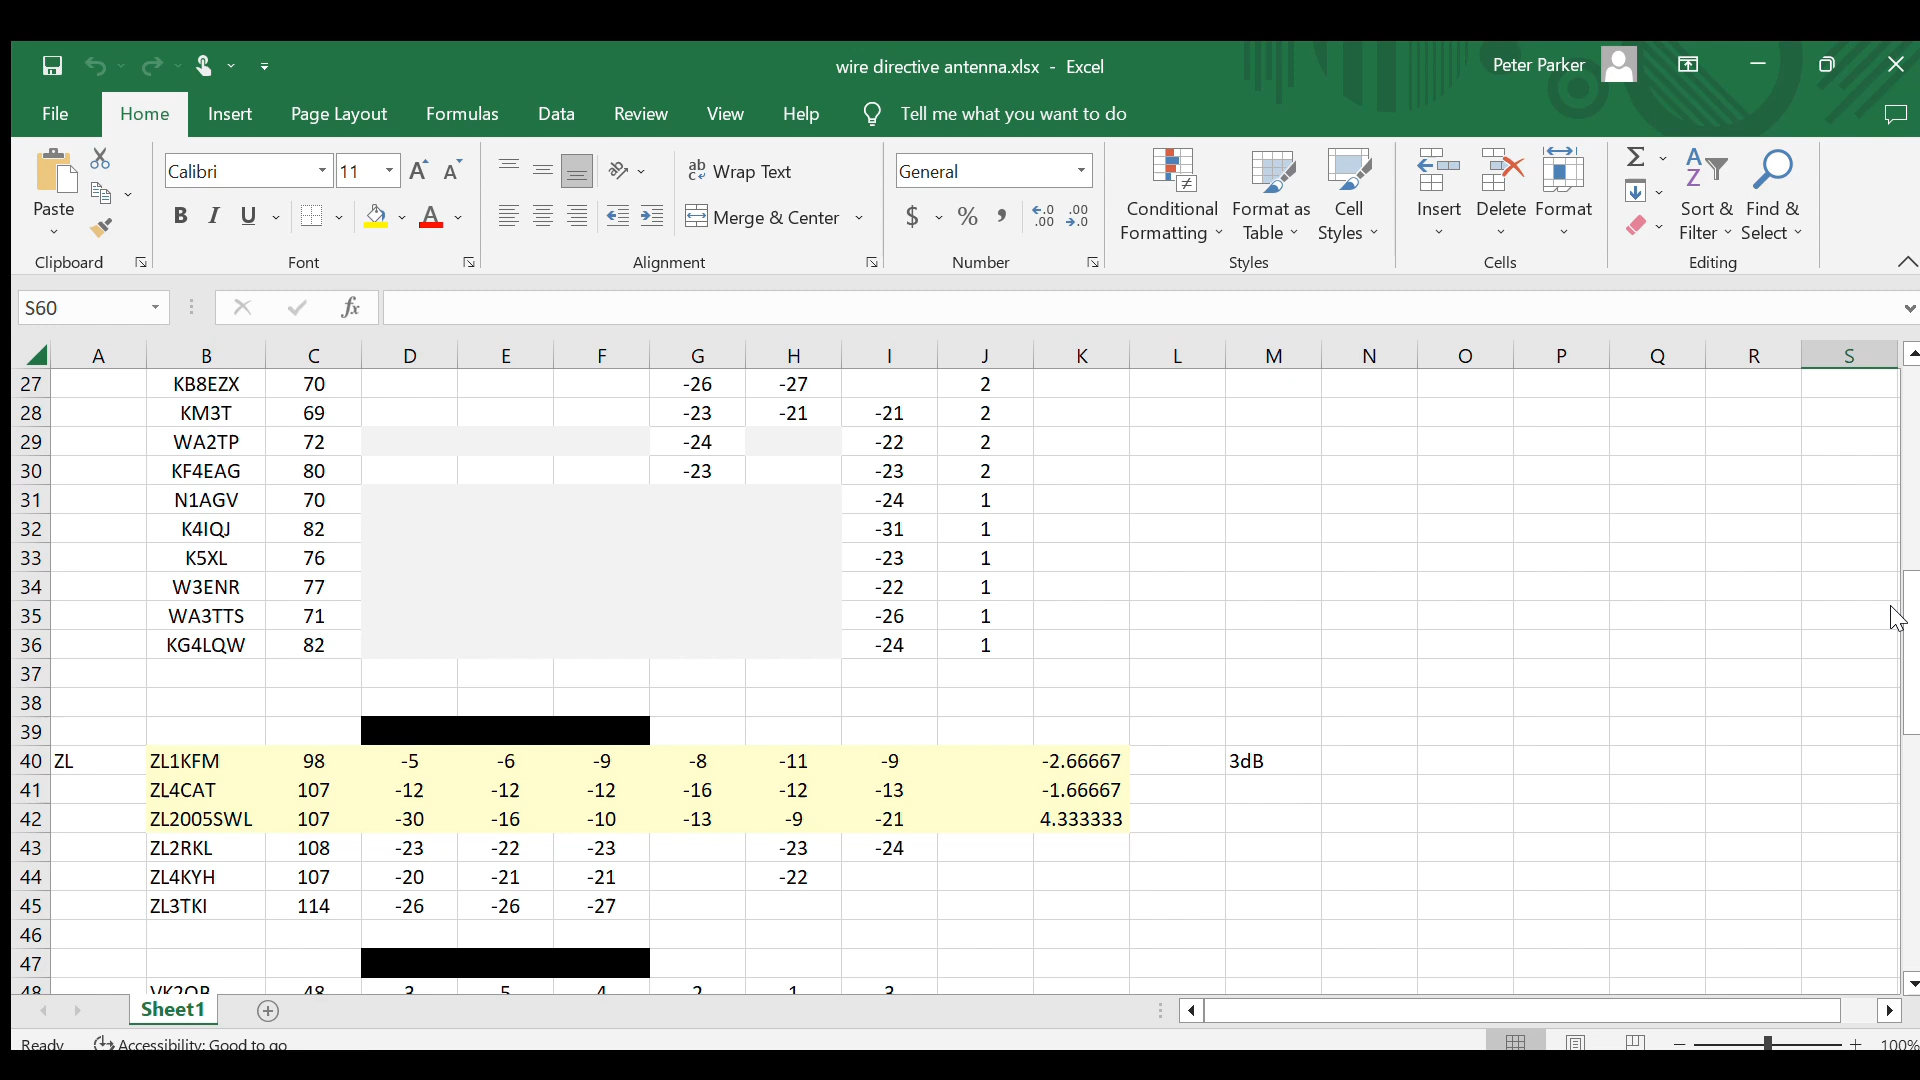 wire directive antenna.xlsx - Excel
Peter Parker
File Home Insert Page Layout Formulas Data Review View Help Tell me what you want to do
Paste
Calibri 11
Wrap Text
General
Merge & Center
B I U
Conditional Formatting
Format as Table
Cell Styles
Insert Delete Format
Sort & Filter
Find & Select
Clipboard Font Alignment Number Styles Cells Editing
S60 fx
A B C D E F G H I J K L M N O P Q R S
27 KB8EZX 70 -26 -27 2
28 KM3T 69 -23 -21 -21 2
29 WA2TP 72 -24 -22 2
30 KF4EAG 80 -23 -23 2
31 N1AGV 70 -24 1
32 K4IQJ 82 -31 1
33 K5XL 76 -23 1
34 W3ENR 77 -22 1
35 WA3TTS 71 -26 1
36 KG4LQW 82 -24 1
37
38
39
40 ZL ZL1KFM 98 -5 -6 -9 -8 -11 -9 -2.66667 3dB
41 ZL4CAT 107 -12 -12 -12 -16 -12 -13 -1.66667
42 ZL2005SWL 107 -30 -16 -10 -13 -9 -21 4.333333
43 ZL2RKL 108 -23 -22 -23 -23 -24
44 ZL4KYH 107 -20 -21 -21 -22
45 ZL3TKI 114 -26 -26 -27
46
47
48
Sheet1
Ready Accessibility: Good to go 100%